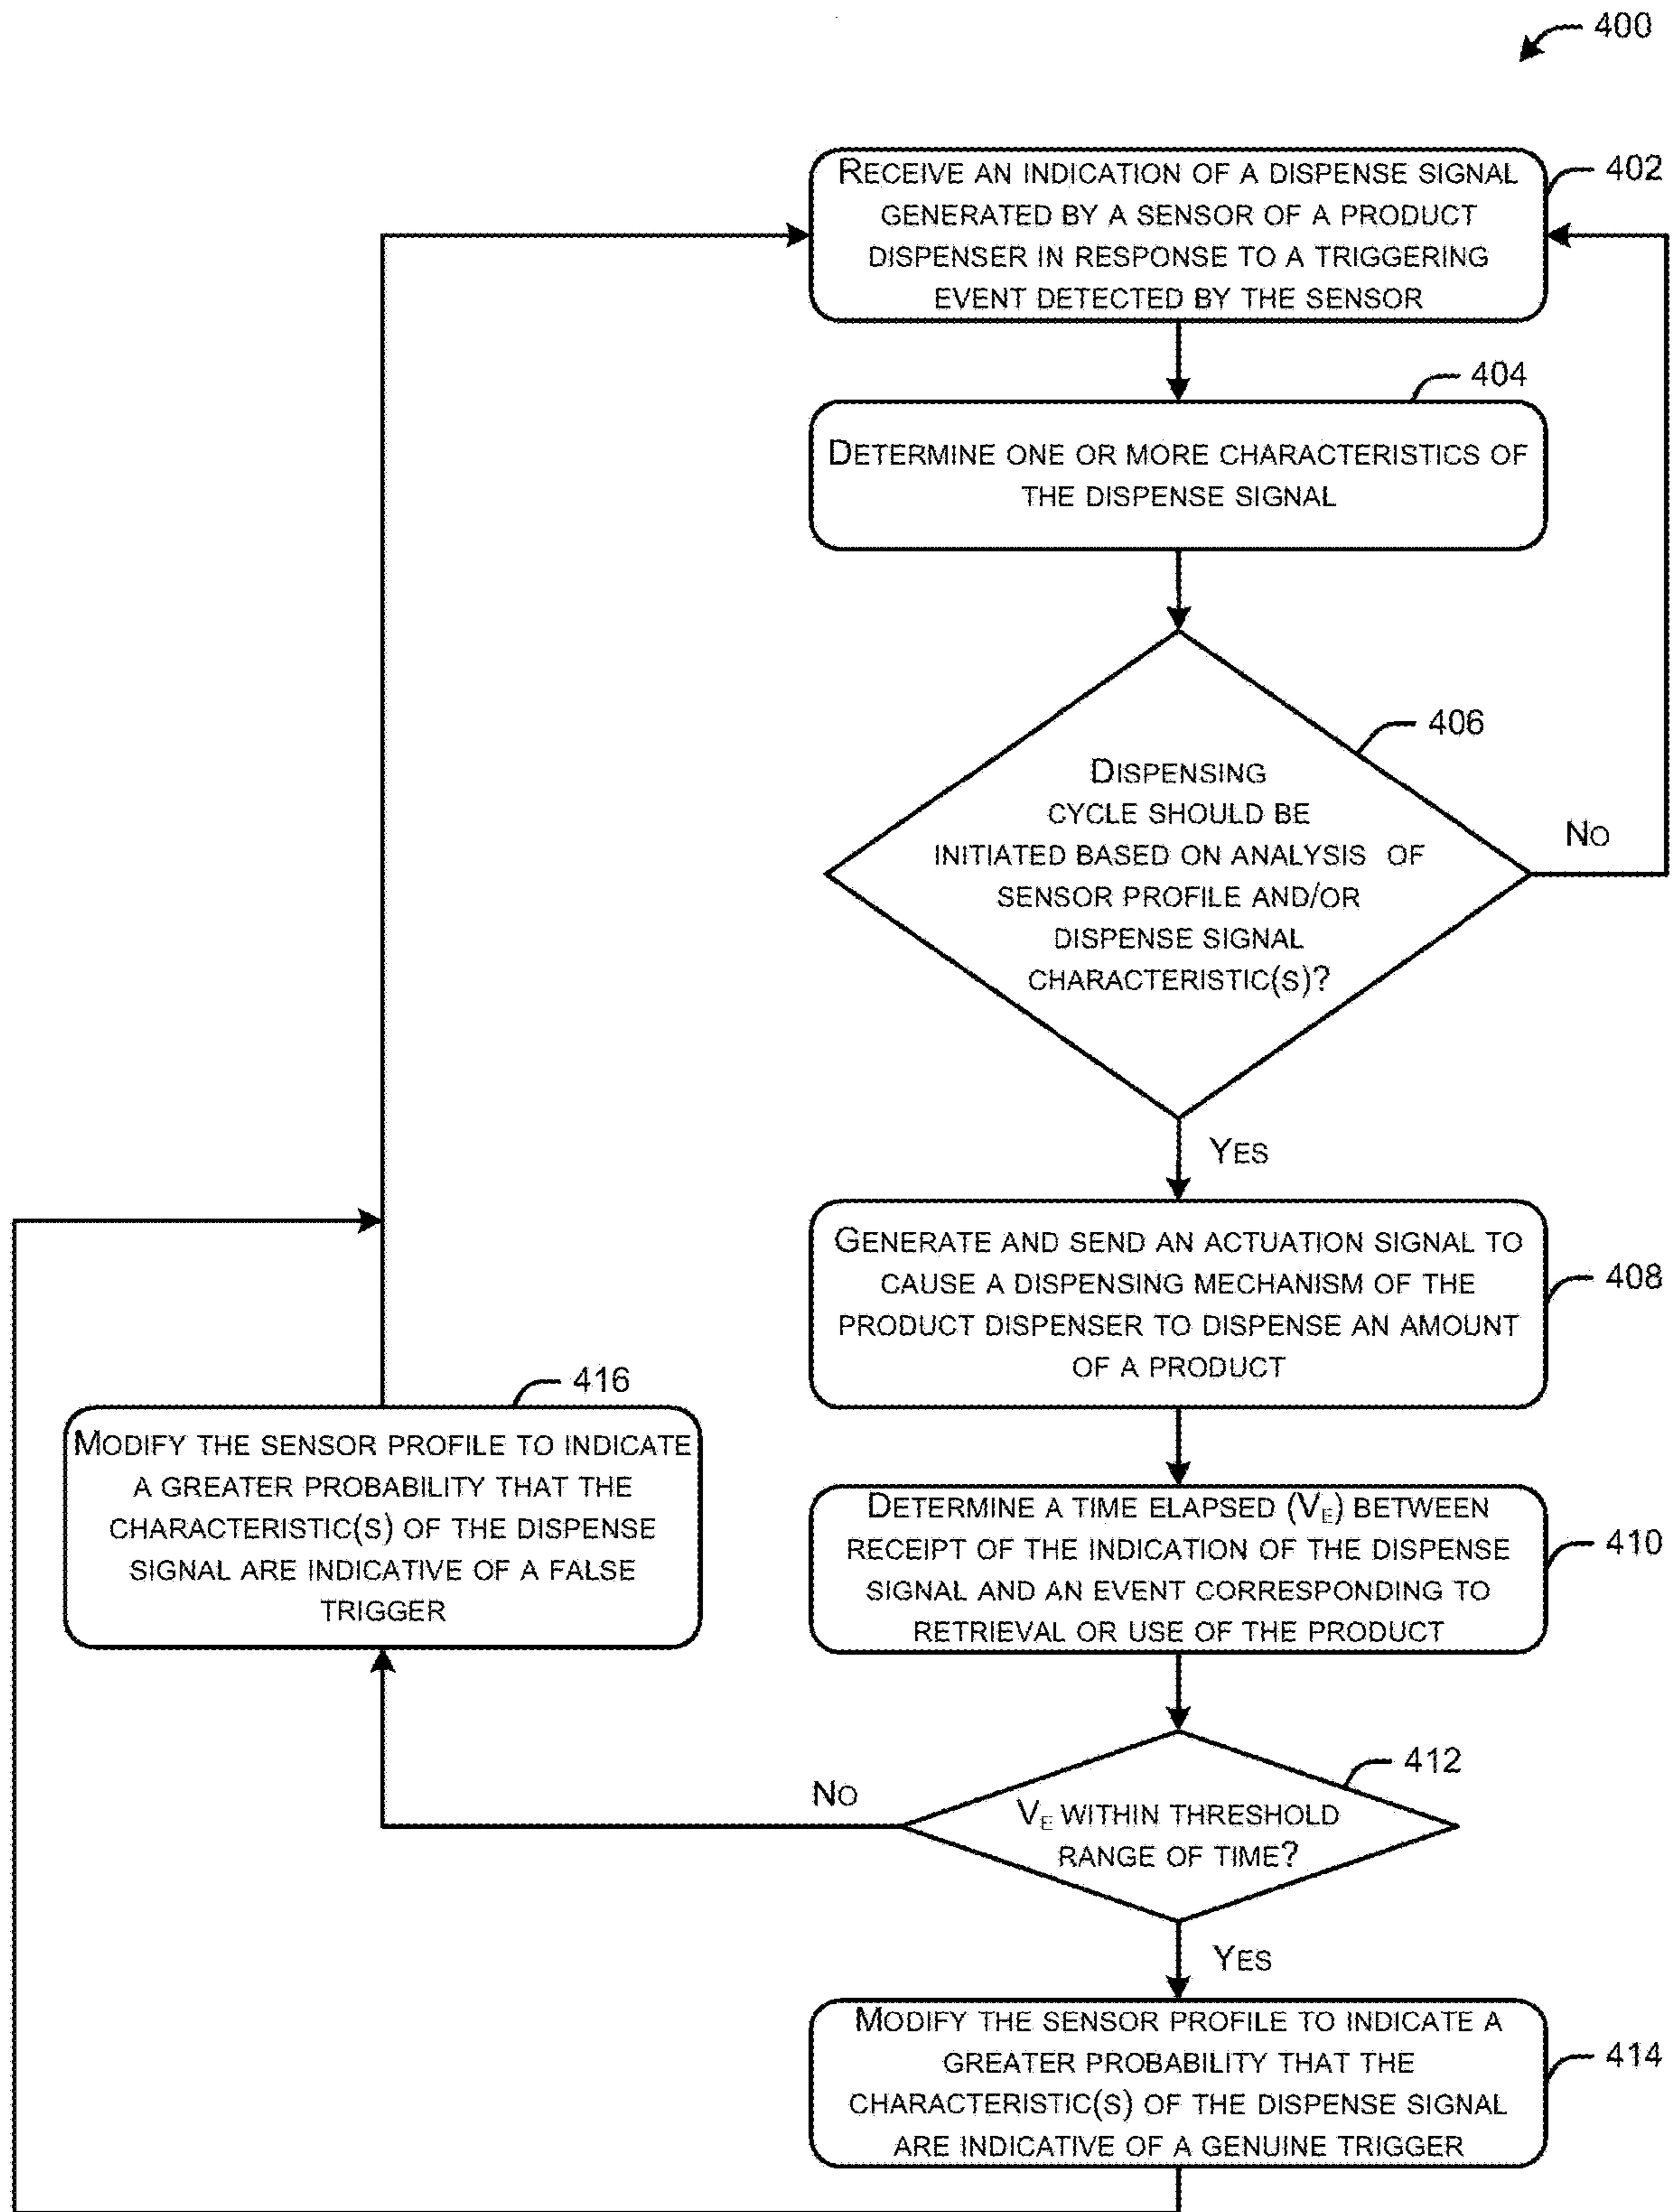 400
RECEIVE AN INDICATION OF A DISPENSE SIGNAL
GENERATED BY A SENSOR OF A PRODUCT
DISPENSER IN RESPONSE TO A TRIGGERING
EVENT DETECTED BY THE SENSOR
402
404
DETERMINE ONE OR MORE CHARACTERISTICS OF
THE DISPENSE SIGNAL
406
DISPENSING
CYCLE SHOULD BE
INITIATED BASED ON ANALYSIS OF
SENSOR PROFILE AND/OR
DISPENSE SIGNAL
CHARACTERISTIC(S)?
NO
YES
GENERATE AND SEND AN ACTUATION SIGNAL TO
CAUSE A DISPENSING MECHANISM OF THE
PRODUCT DISPENSER TO DISPENSE AN AMOUNT
OF A PRODUCT
408
416
MODIFY THE SENSOR PROFILE TO INDICATE
A GREATER PROBABILITY THAT THE
CHARACTERISTIC(S) OF THE DISPENSE
SIGNAL ARE INDICATIVE OF A FALSE
TRIGGER
DETERMINE A TIME ELAPSED (VE) BETWEEN
RECEIPT OF THE INDICATION OF THE DISPENSE
SIGNAL AND AN EVENT CORRESPONDING TO
RETRIEVAL OR USE OF THE PRODUCT
410
412
NO
VE WITHIN THRESHOLD
RANGE OF TIME?
YES
MODIFY THE SENSOR PROFILE TO INDICATE A
GREATER PROBABILITY THAT THE
CHARACTERISTIC(S) OF THE DISPENSE SIGNAL
ARE INDICATIVE OF A GENUINE TRIGGER
414